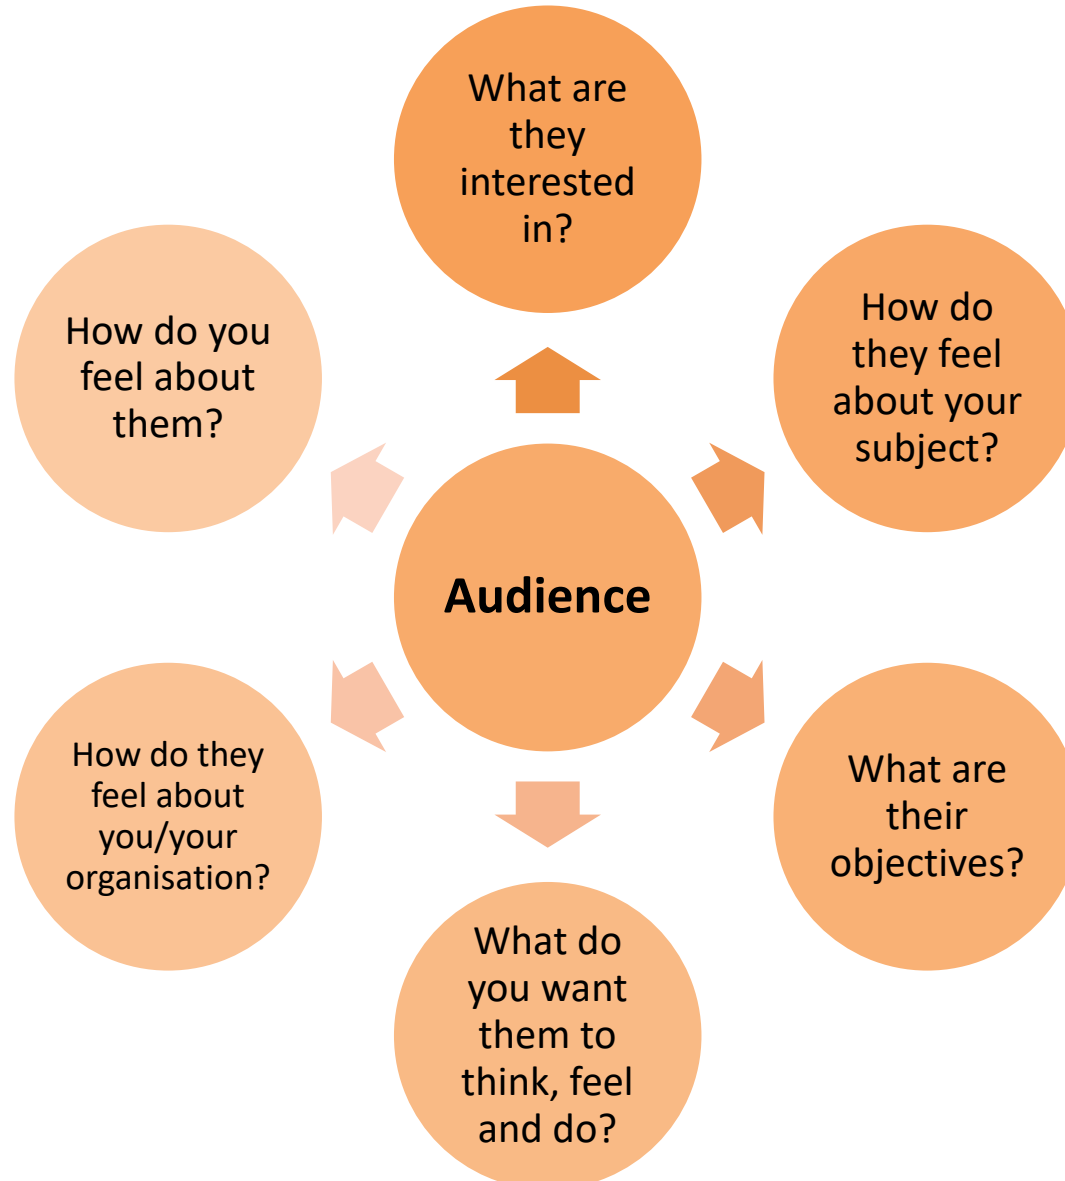 What are
they
interested
in?
How do
they feel
about your
subject?
What are
their
objectives?
What do
you want
them to
think, feel
and do?
How do they
feel about
you/your
organisation?
How do you
feel about
them?
Audience